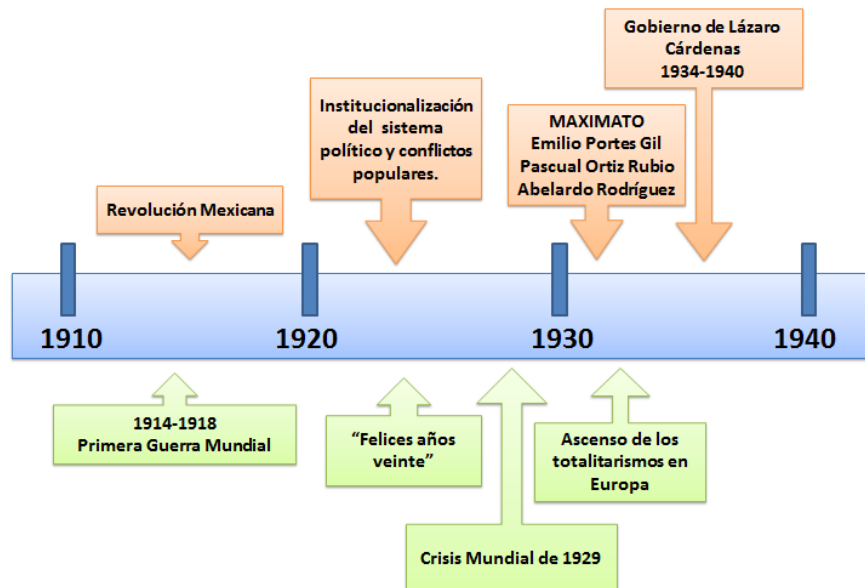 Gobierno de Lázaro
Cárdenas
1934-1940
Institucionalización
del sistema
político y conflictos
populares.
MAXIMATO
Emilio Portes Gil
Pascual Ortiz Rubio
Abelardo Rodríguez
Revolución Mexicana
1910
1920
1930
1940
1914-1918
Primera Guerra Mundial
“Felices años
veinte”
Ascenso de los
totalitarismos en
Europa
Crisis Mundial de 1929